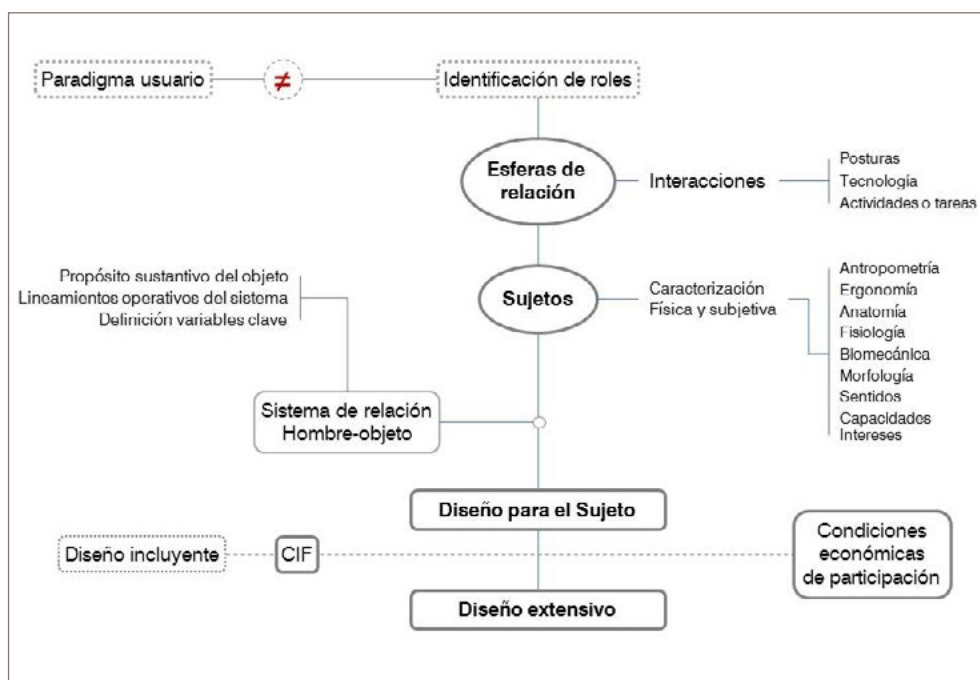 Paradigma usuario
≠
Identificación de roles
Esferas de
relación
Interacciones
Posturas
Tecnología
Actividades o tareas
Propósito sustantivo del objeto
Lineamientos operativos del sistema
Definición variables clave
Sujetos
Caracterización
Física y subjetiva
Antropometría
Ergonomía
Anatomía
Fisiología
Biomecánica
Morfología
Sentidos
Capacidades
Intereses
Sistema de relación
Hombre-objeto
Diseño para el Sujeto
Diseño incluyente
CIF
Condiciones
económicas
de participación
Diseño extensivo